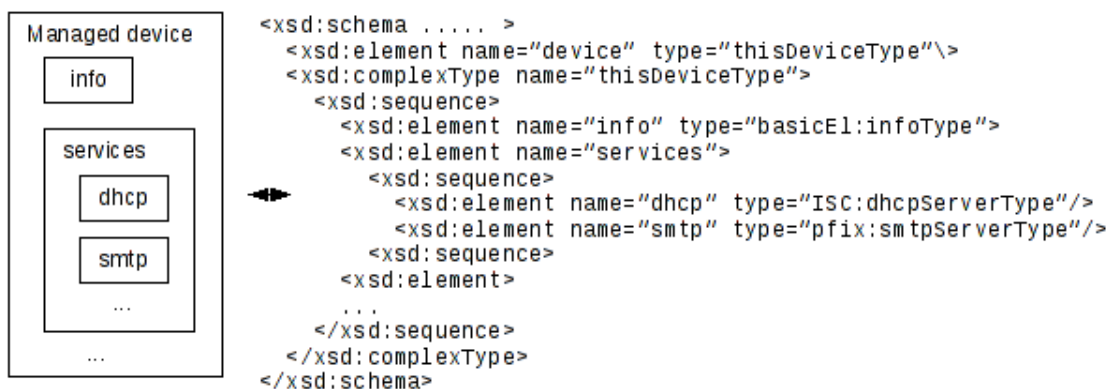 Managed device
info
services
dhcp
smtp
...
...
<xsd:schema ..... >
<xsd:element name="device" type="thisDeviceType"\>
<xsd:complexType name="thisDeviceType">
<xsd:sequence>
<xsd:element name="info" type="basicEl:infoType">
<xsd:element name="services">
<xsd:sequence>
<xsd:element name="dhcp" type="ISC:dhcpServerType"/>
<xsd:element name="smtp" type="pfix:smtpServerType"/>
<xsd:sequence>
<xsd:element>
...
</xsd:sequence>
</xsd:complexType>
</xsd:schema>